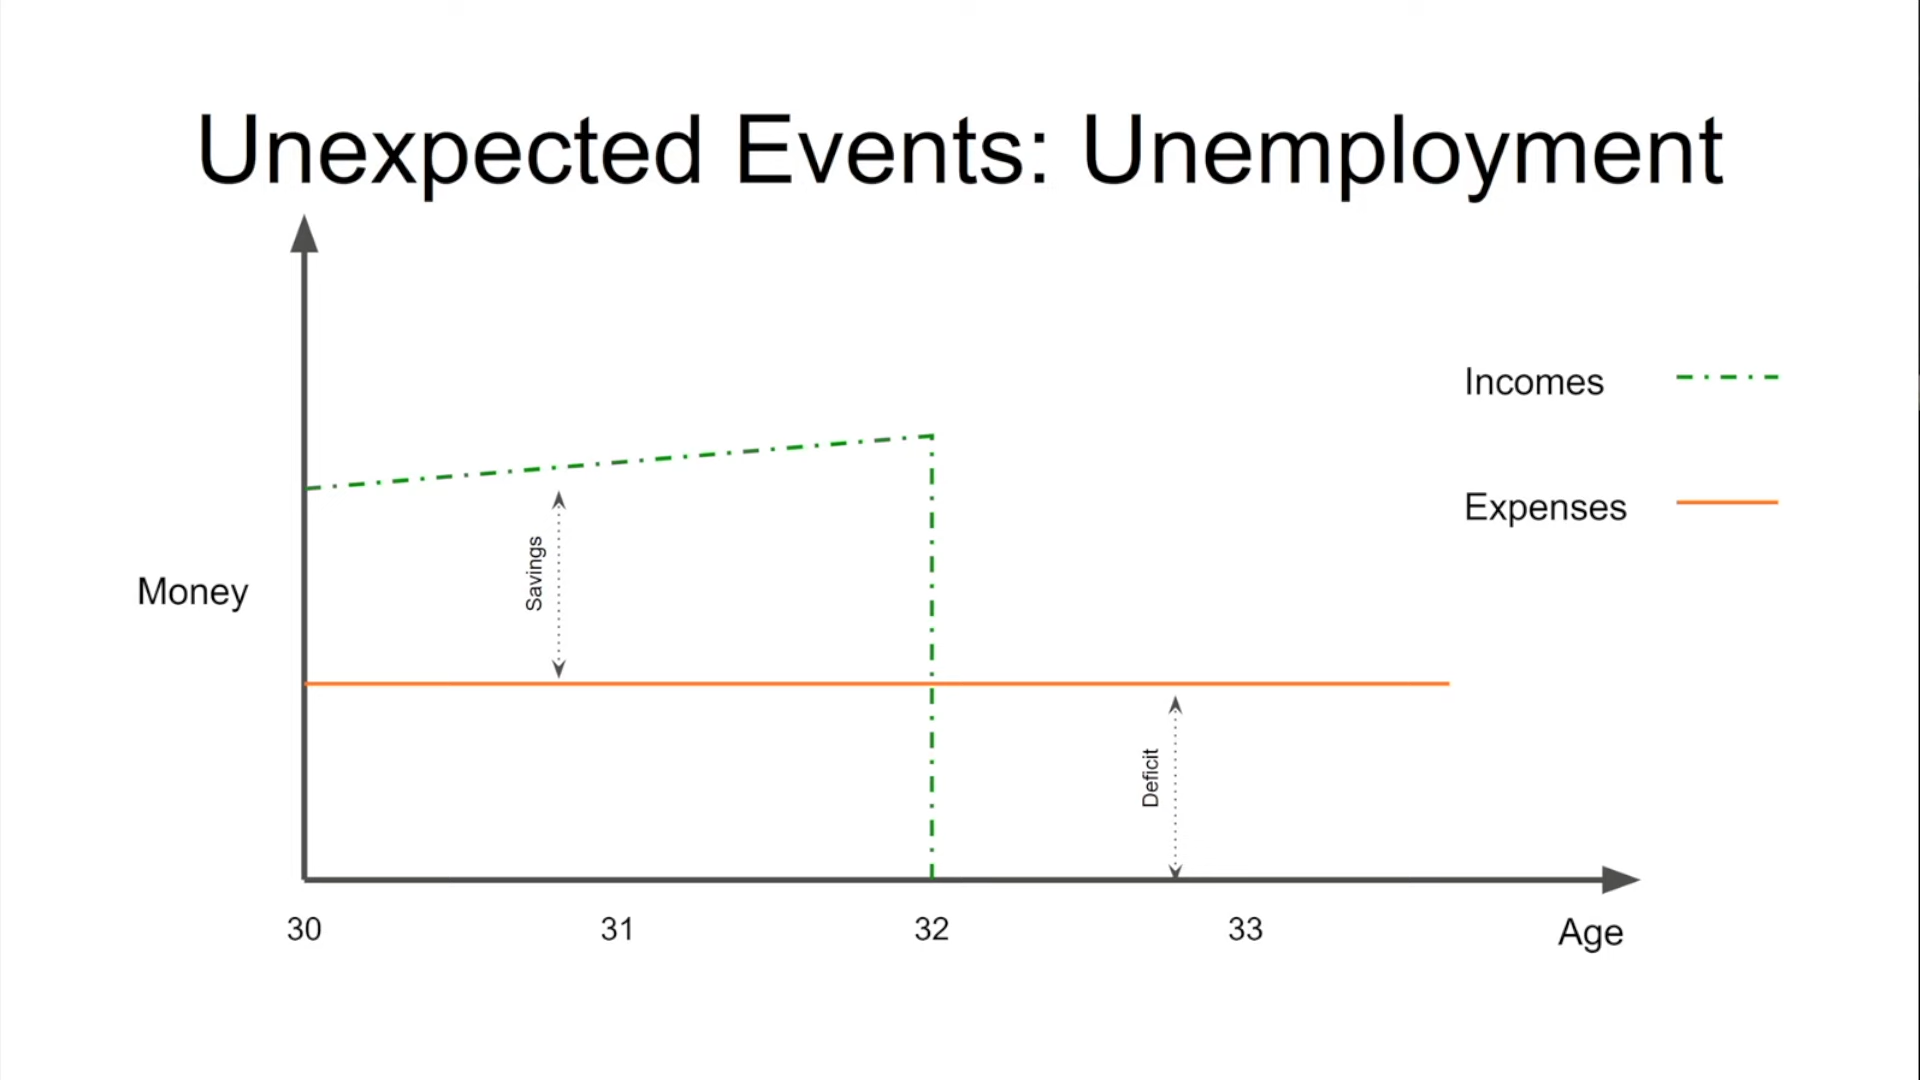 Unexpected Events: Unemployment
Incomes
Expenses
Savings
Money
Deficit
30
31
32
33
Age